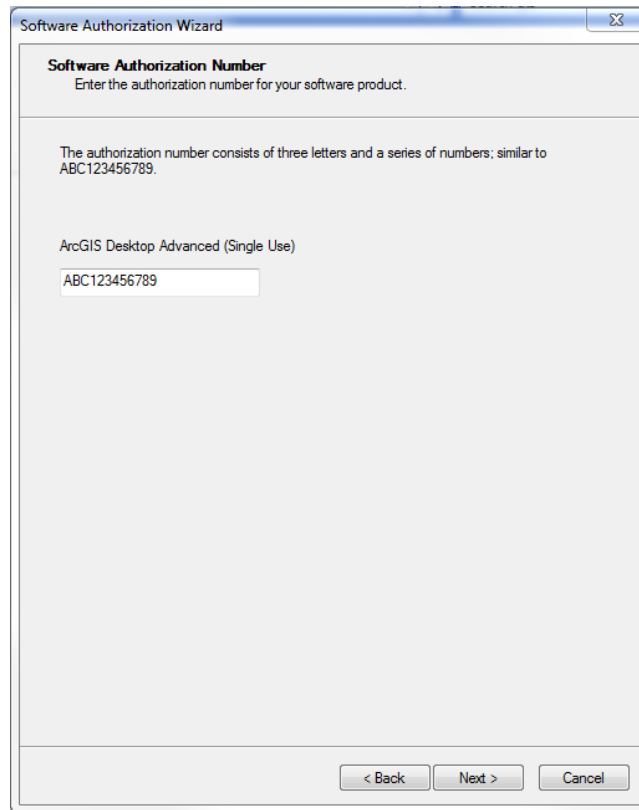 Software Authorization Wizard
Software Authorization Number
Enter the authorization number for your software product.
The authorization number consists of three letters and a series of numbers; similar to
ABC123456789.
ArcGIS Desktop Advanced (Single Use)
ABC123456789
< Back Next > Cancel